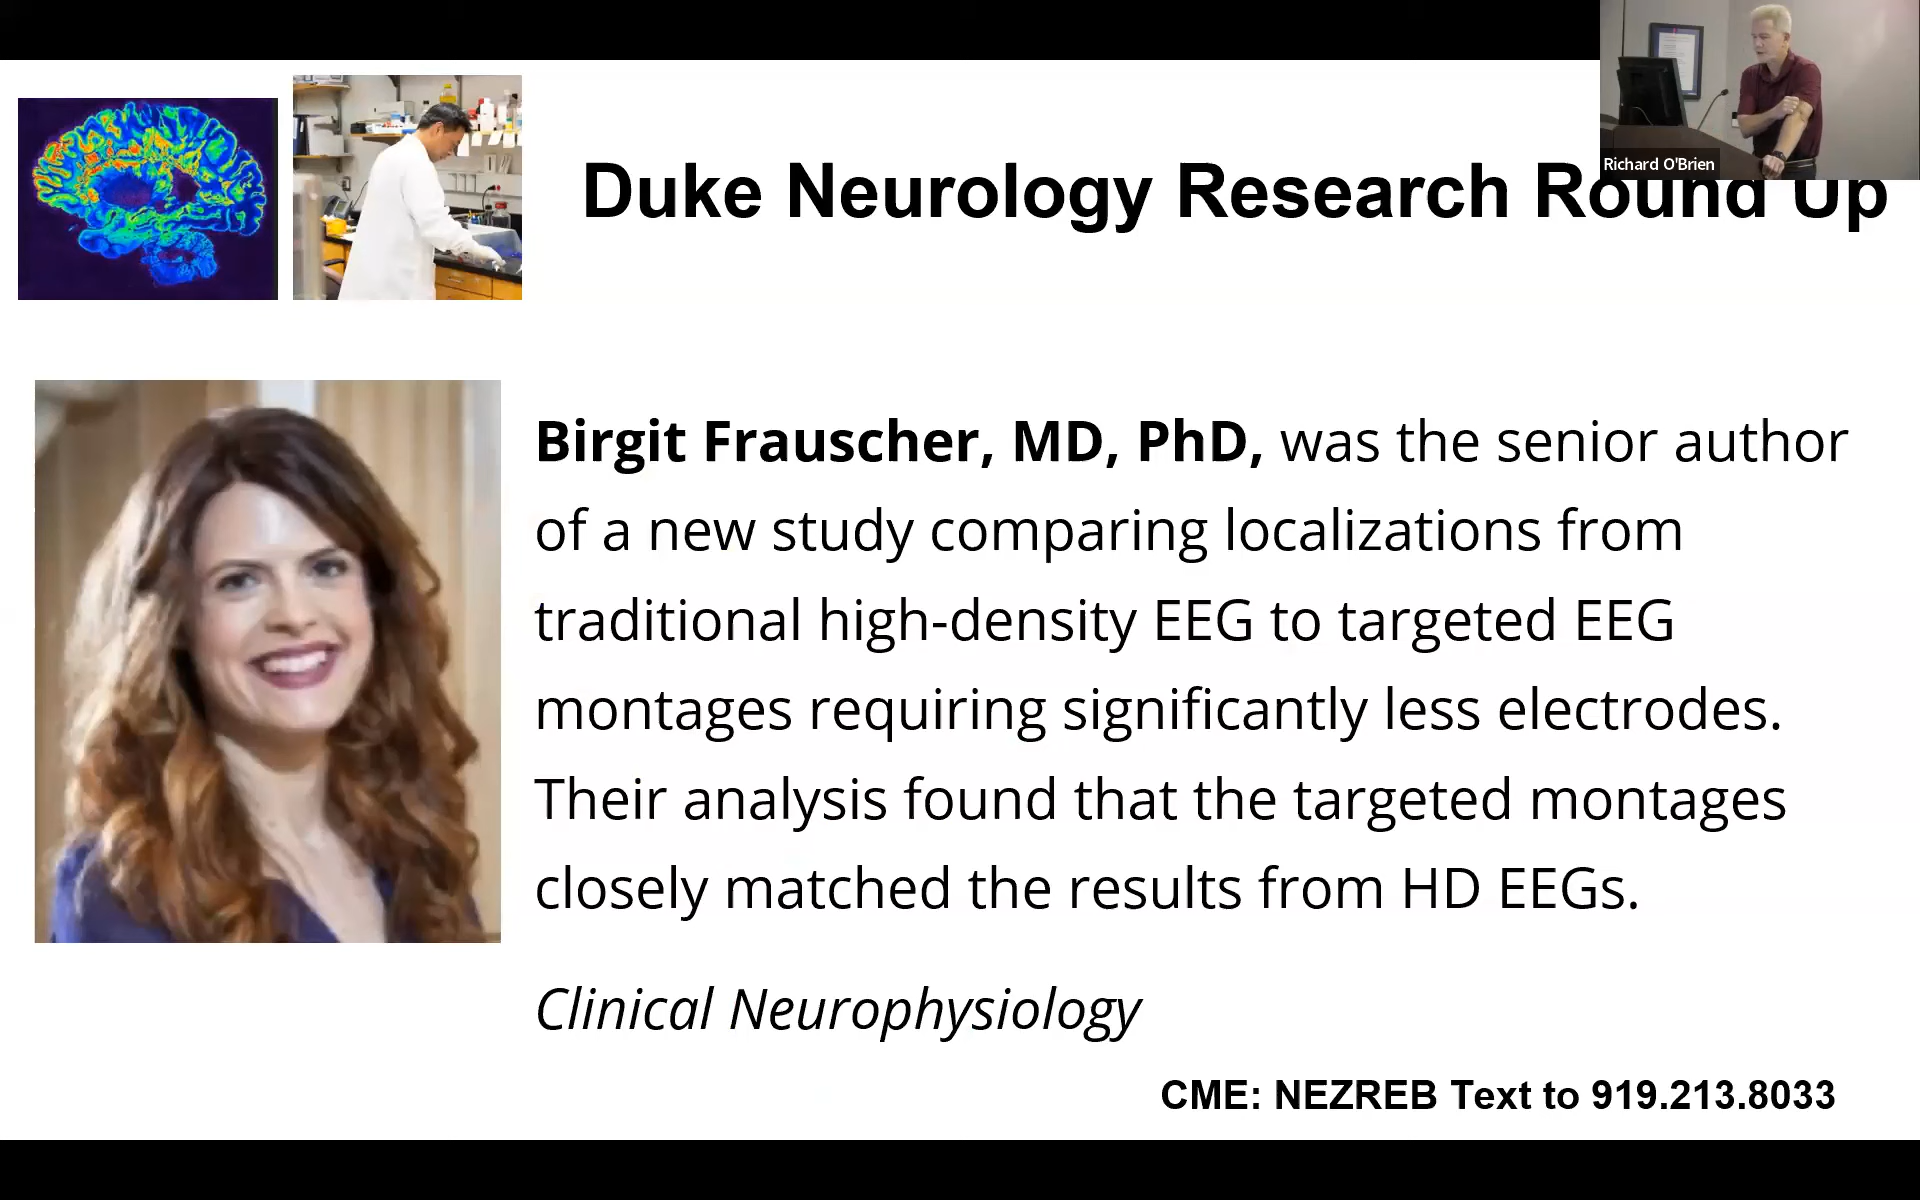 Richard O'Brien
Duke Neurology Research Round Up
Birgit Frauscher, MD, PhD, was the senior author
of a new study comparing localizations from
traditional high-density EEG to targeted EEG
montages requiring significantly less electrodes.
Their analysis found that the targeted montages
closely matched the results from HD EEGs.
Clinical Neurophysiology
CME: NEZREB Text to 919.213.8033